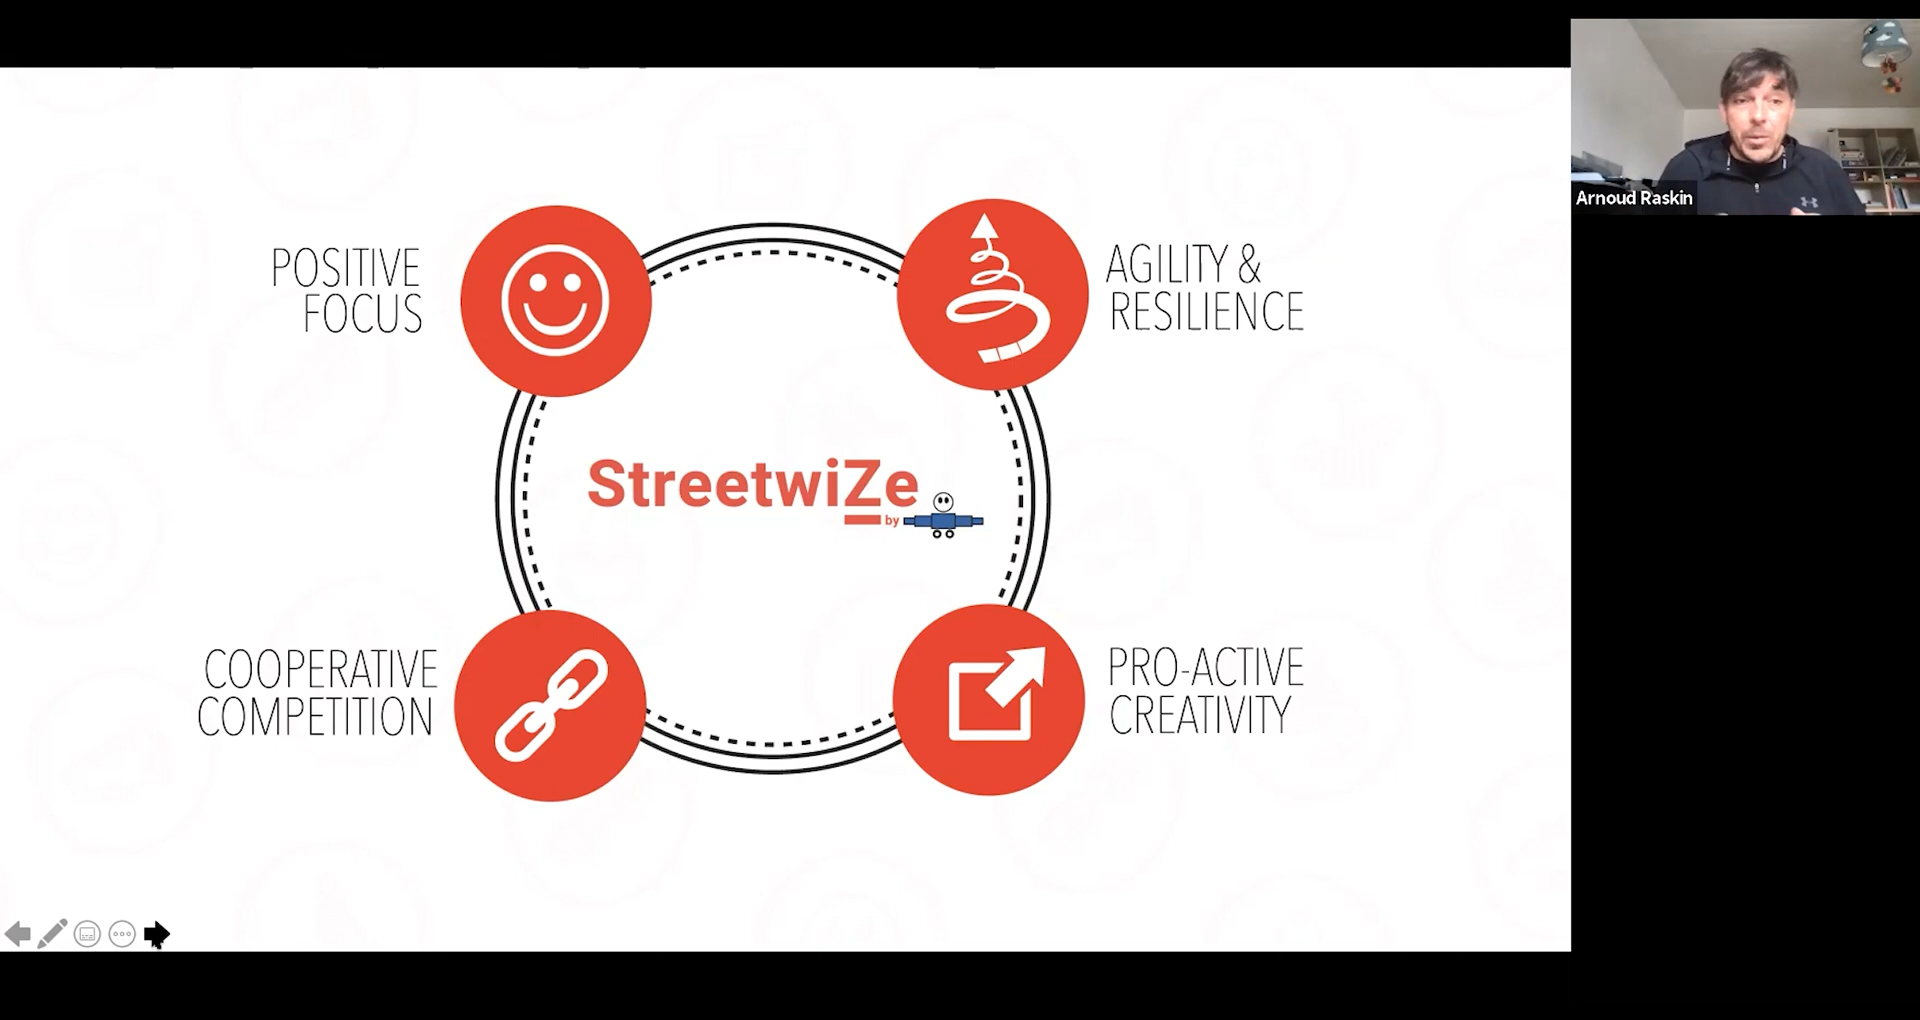 POSITIVE
FOCUS
AGILITY &
RESILIENCE
StreetwiZe
by
COOPERATIVE
COMPETITION
PRO-ACTIVE
CREATIVITY
Arnoud Raskin